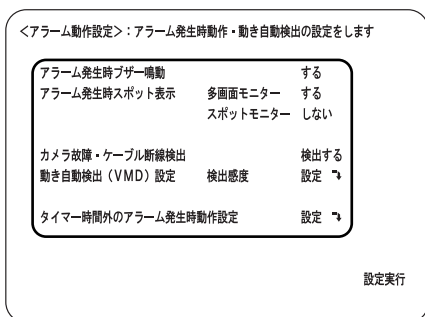 <アラーム動作設定>:アラーム発生時動作・動き自動検出の設定をします
アラーム発生時ブザー鳴動 する
アラーム発生時スポット表示 多画面モニター する
スポットモニター しない
カメラ故障・ケーブル断線検出 検出する
動き自動検出(VMD)設定 検出感度 設定 ↴
タイマー時間外のアラーム発生時動作設定 設定 ↴
設定実行